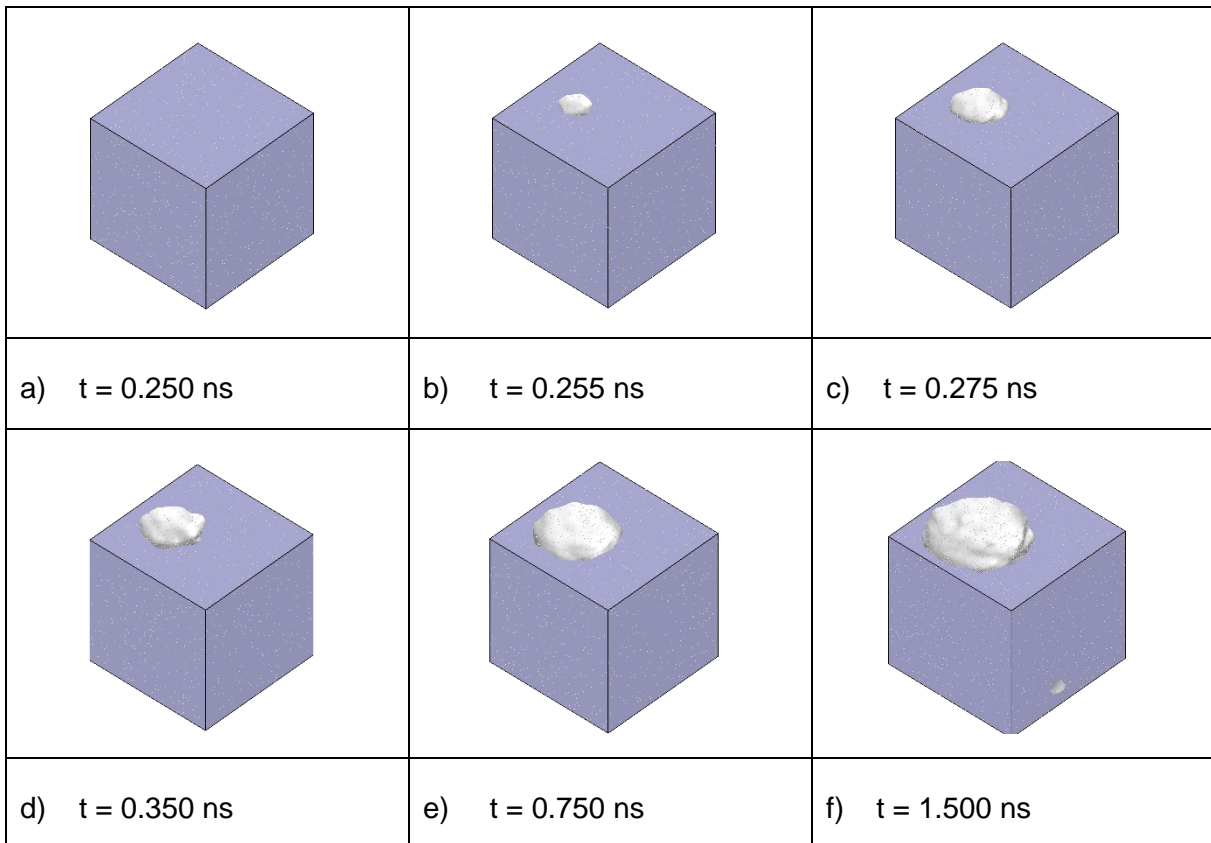 a) t = 0.250 ns
b) t = 0.255 ns
c) t = 0.275 ns
d) t = 0.350 ns
e) t = 0.750 ns
f) t = 1.500 ns